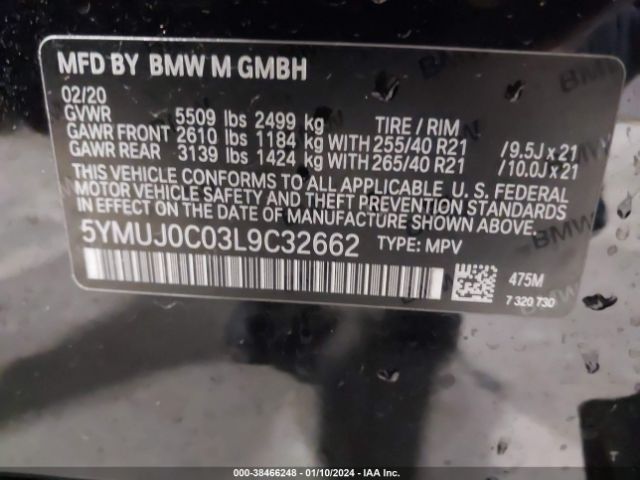 MFD BY BMW M GMBH
02/20
GVWR 5509 lbs 2499 kg TIRE / RIM
GAWR FRONT 2610 lbs 1184 kg WITH 255/40 R21 /9.5J x 21
GAWR REAR 3139 lbs 1424 kg WITH 265/40 R21 /10.0J x 21
THIS VEHICLE CONFORMS TO ALL APPLICABLE U. S. FEDERAL
MOTOR VEHICLE SAFETY AND THEFT PREVENTION STANDARDS
IN EFFECT ON THE DATE OF MANUFACTURE SHOWN ABOVE.
5YMUJ0C03L9C32662 TYPE: MPV
475M
7 320 730
000-38466248 - 01/10/2024 - IAA Inc.